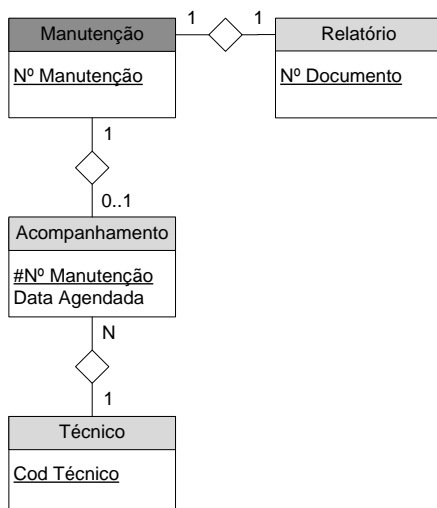 Manutenção
1
1
Relatório
Nº Manutenção
Nº Documento
1
0..1
Acompanhamento
#Nº Manutenção
Data Agendada
N
1
Técnico
Cod Técnico